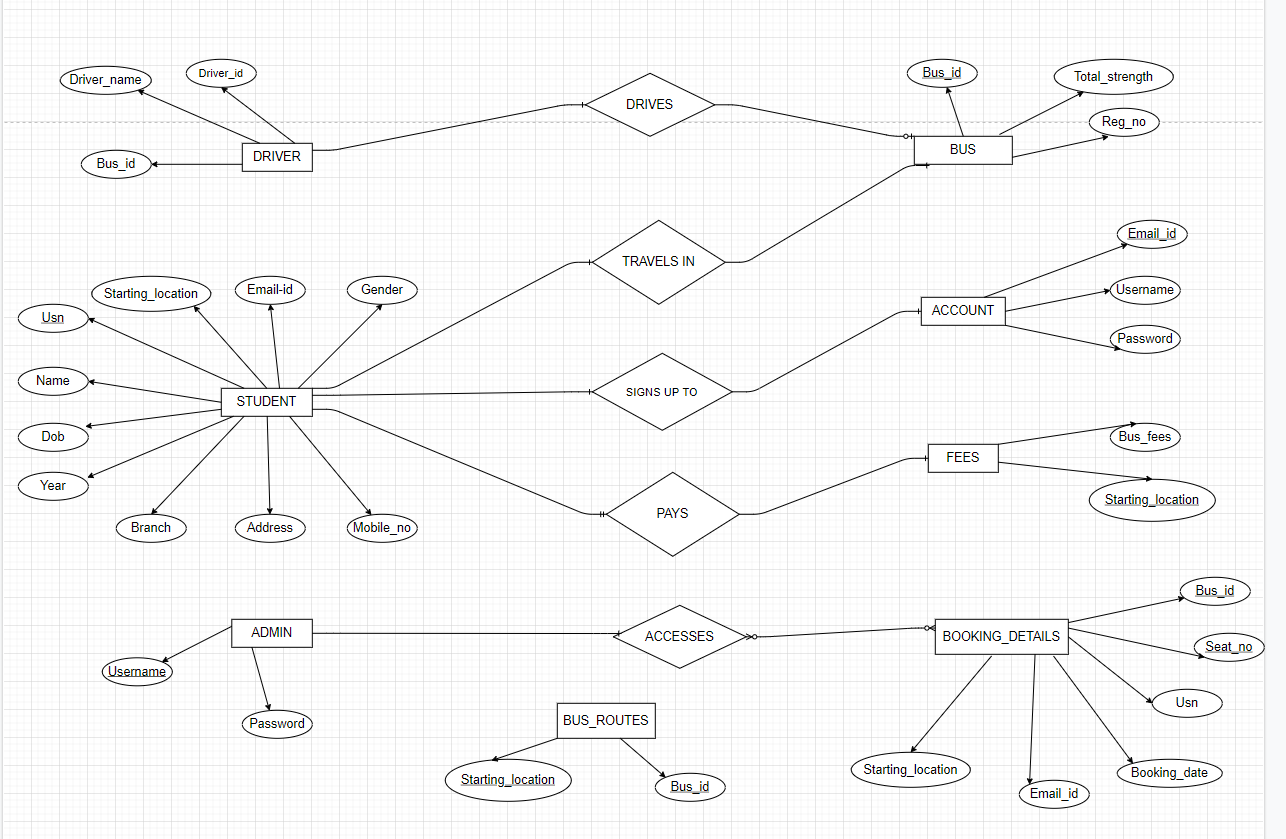 Driver_name
Driver_id
DRIVES
Bus_id
Total_strength
Reg_no
Bus_id
DRIVER
BUS
TRAVELS IN
Email_id
Starting_location
Email-id
Gender
Username
Usn
ACCOUNT
Password
Name
STUDENT
SIGNS UP TO
Dob
Bus_fees
FEES
Year
Starting_location
PAYS
Branch
Address
Mobile_no
Bus_id
ADMIN
ACCESSES
BOOKING_DETAILS
Seat_no
Username
Usn
Password
BUS_ROUTES
Starting_location
Bus_id
Starting_location
Booking_date
Email_id